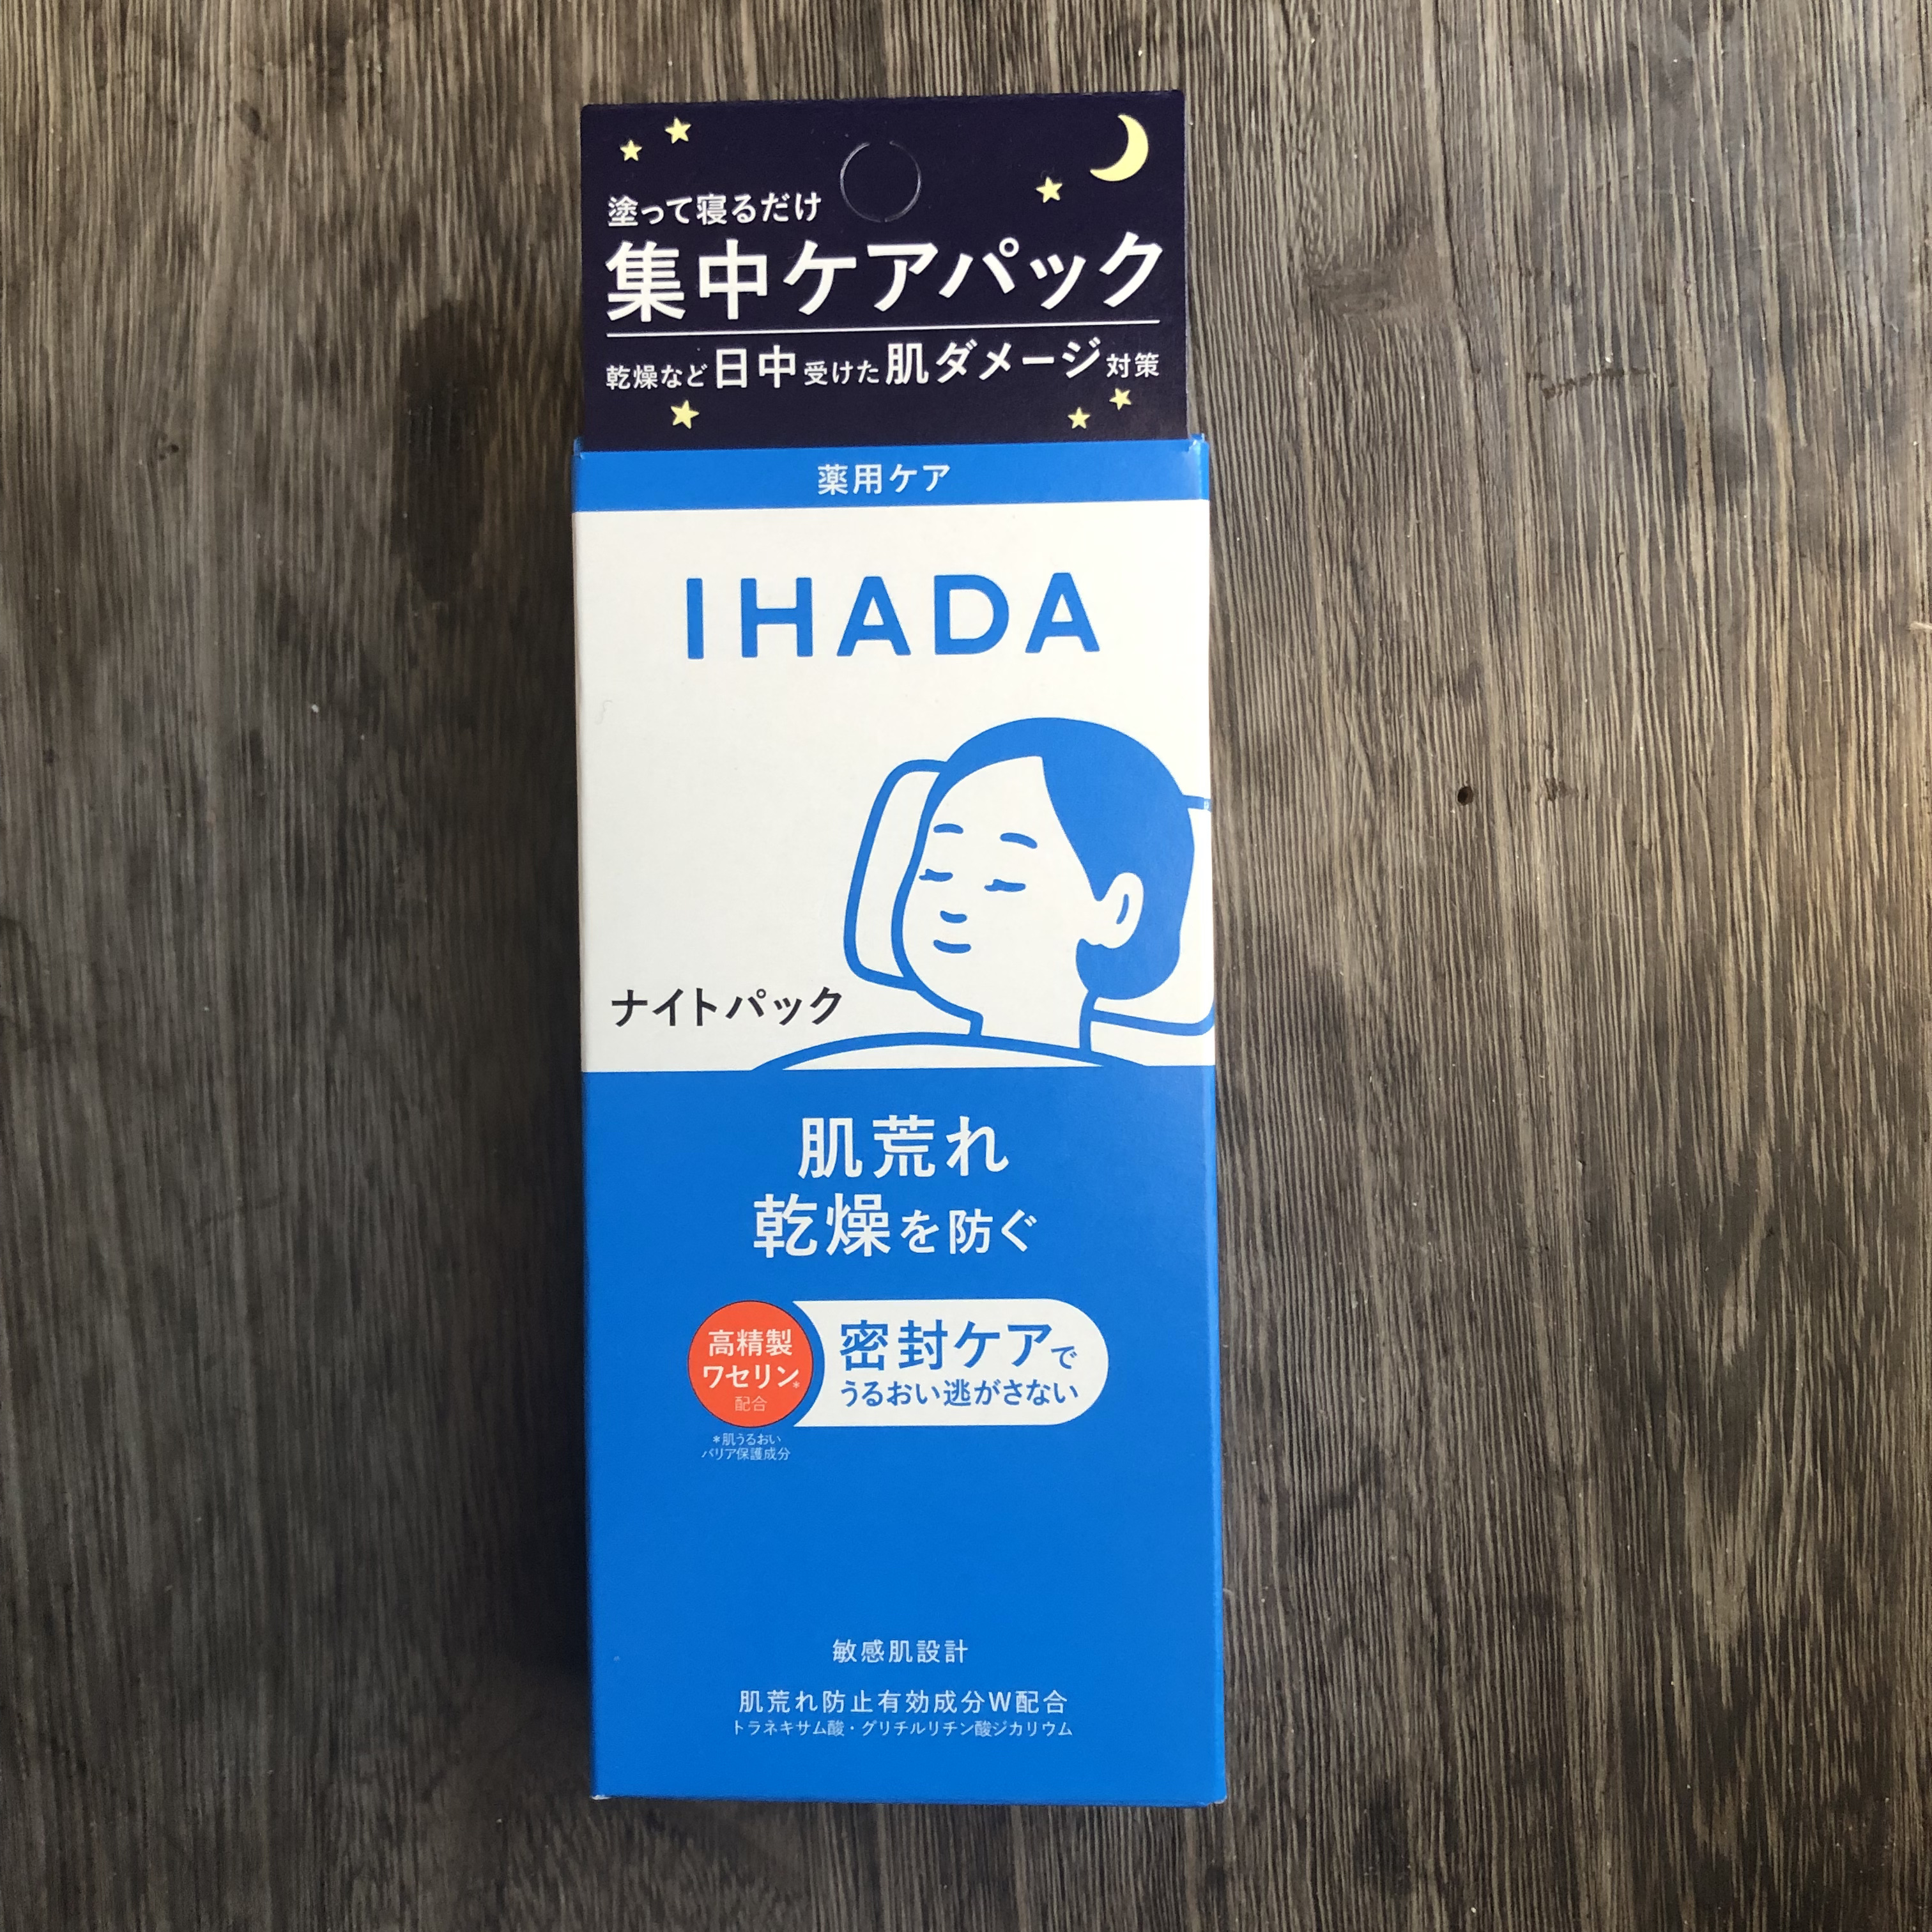 塗って寝るだけ
集中ケアパック
乾燥など日中受けた肌ダメージ対策
薬用ケア
IHADA
ナイトパック
肌荒れ
乾燥を防ぐ
高精製
ワセリン*
配合
密封ケアで
うるおい逃がさない
*肌うるおい
バリア保護成分
敏感肌設計
肌荒れ防止有効成分W配合
トラネキサム酸・グリチルリチン酸ジカリウム